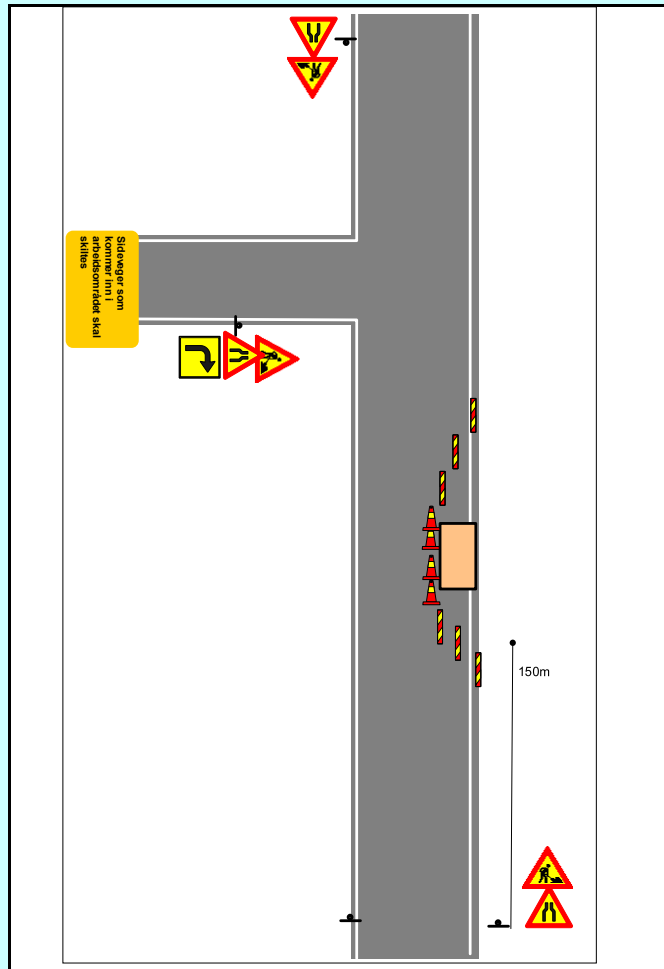 Sideveger som
kommer inn i
arbeidsområdet skal
skiltes
150m